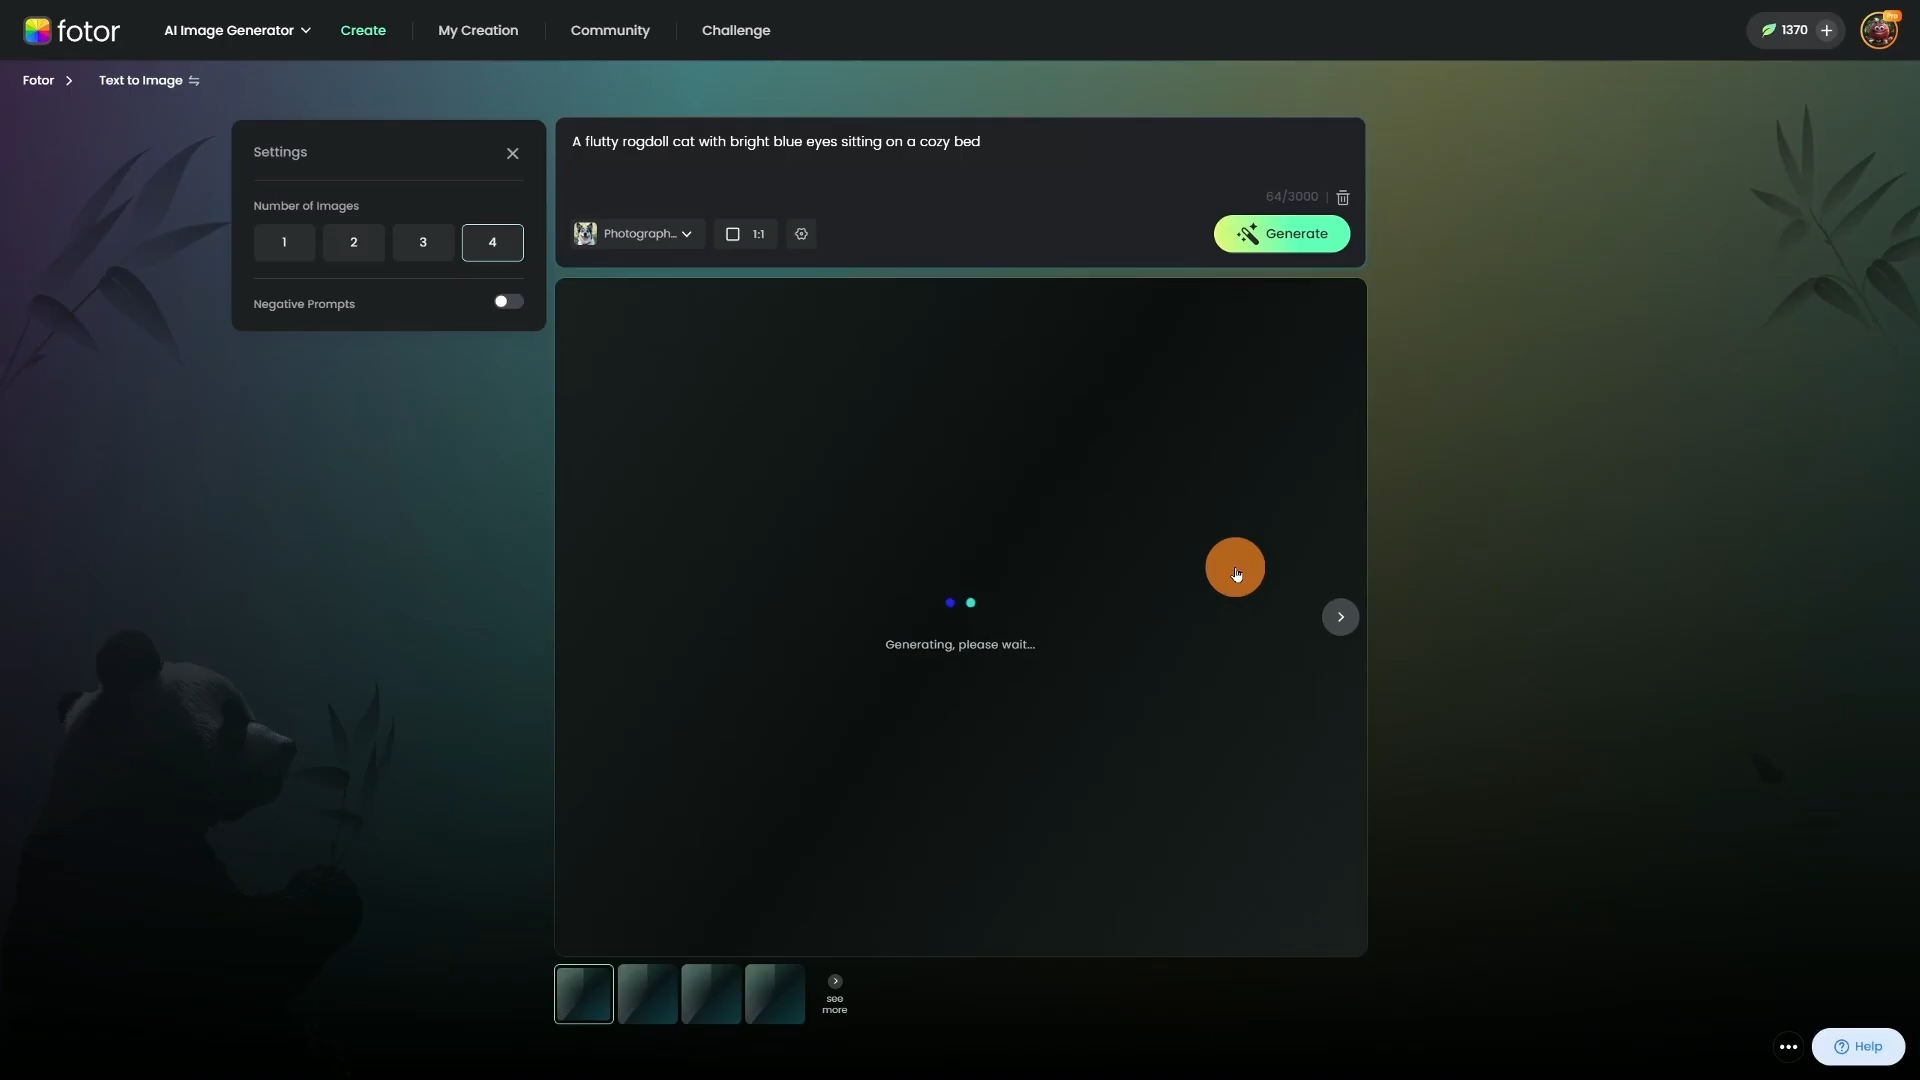 fotor
AI Image Generator
Create
My Creation
Community
Challenge
1370
Pro
Fotor
Text to Image
Settings
Number of Images
1
2
3
4
Negative Prompts
A flutty rogdoll cat with bright blue eyes sitting on a cozy bed
64/3000
Photograph...
1:1
Generate
Generating, please wait...
see
more
Help